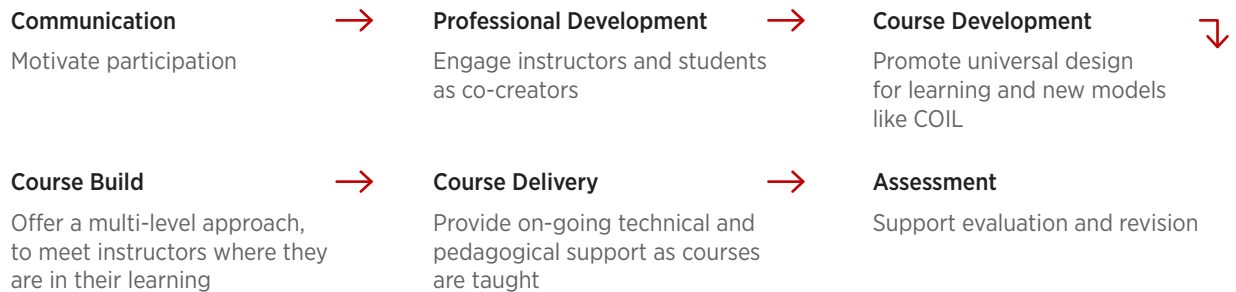 Communication
Motivate participation
Professional Development
Engage instructors and students
as co-creators
Course Development
Promote universal design
for learning and new models
like COIL
Course Build
Offer a multi-level approach,
to meet instructors where they
are in their learning
Course Delivery
Provide on-going technical and
pedagogical support as courses
are taught
Assessment
Support evaluation and revision